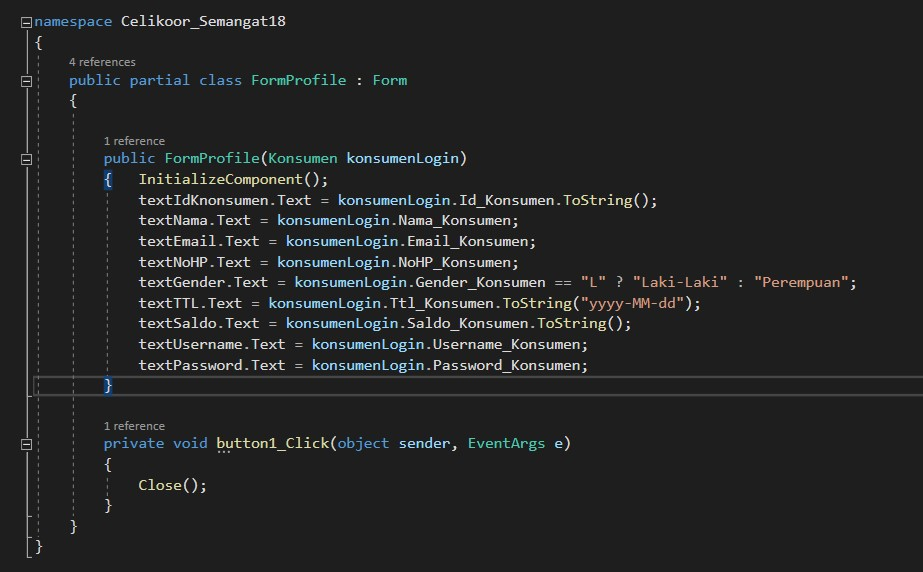 namespace Celikoor_Semangat18
{
4 references
public partial class FormProfile : Form
{
1 reference
public FormProfile(Konsumen konsumenLogin)
{ InitializeComponent();
textIdKnonsumen.Text = konsumenLogin.Id_Konsumen.ToString();
textNama.Text = konsumenLogin.Nama_Konsumen;
textEmail.Text = konsumenLogin.Email_Konsumen;
textNoHP.Text = konsumenLogin.NoHP_Konsumen;
textGender.Text = konsumenLogin.Gender_Konsumen == "L" ? "Laki-Laki" : "Perempuan";
textTTL.Text = konsumenLogin.Ttl_Konsumen.ToString("yyyy-MM-dd");
textSaldo.Text = konsumenLogin.Saldo_Konsumen.ToString();
textUsername.Text = konsumenLogin.Username_Konsumen;
textPassword.Text = konsumenLogin.Password_Konsumen;
}
1 reference
private void button1_Click(object sender, EventArgs e)
{
Close();
}
}
}